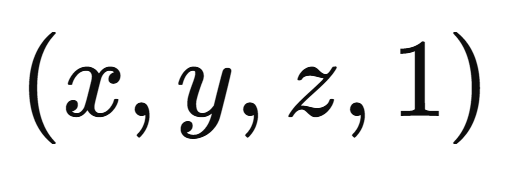 (x, y, z, 1)